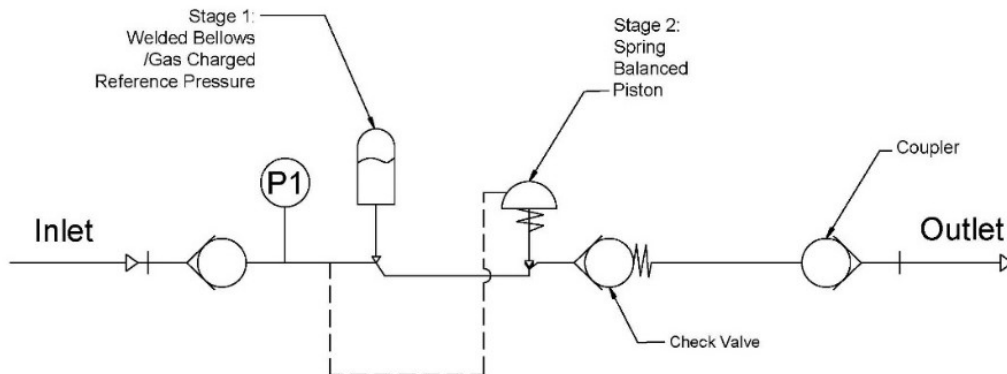 Stage 1:
Welded Bellows
/Gas Charged
Reference Pressure
Stage 2:
Spring
Balanced
Piston
Coupler
P1
Inlet
Outlet
Check Valve